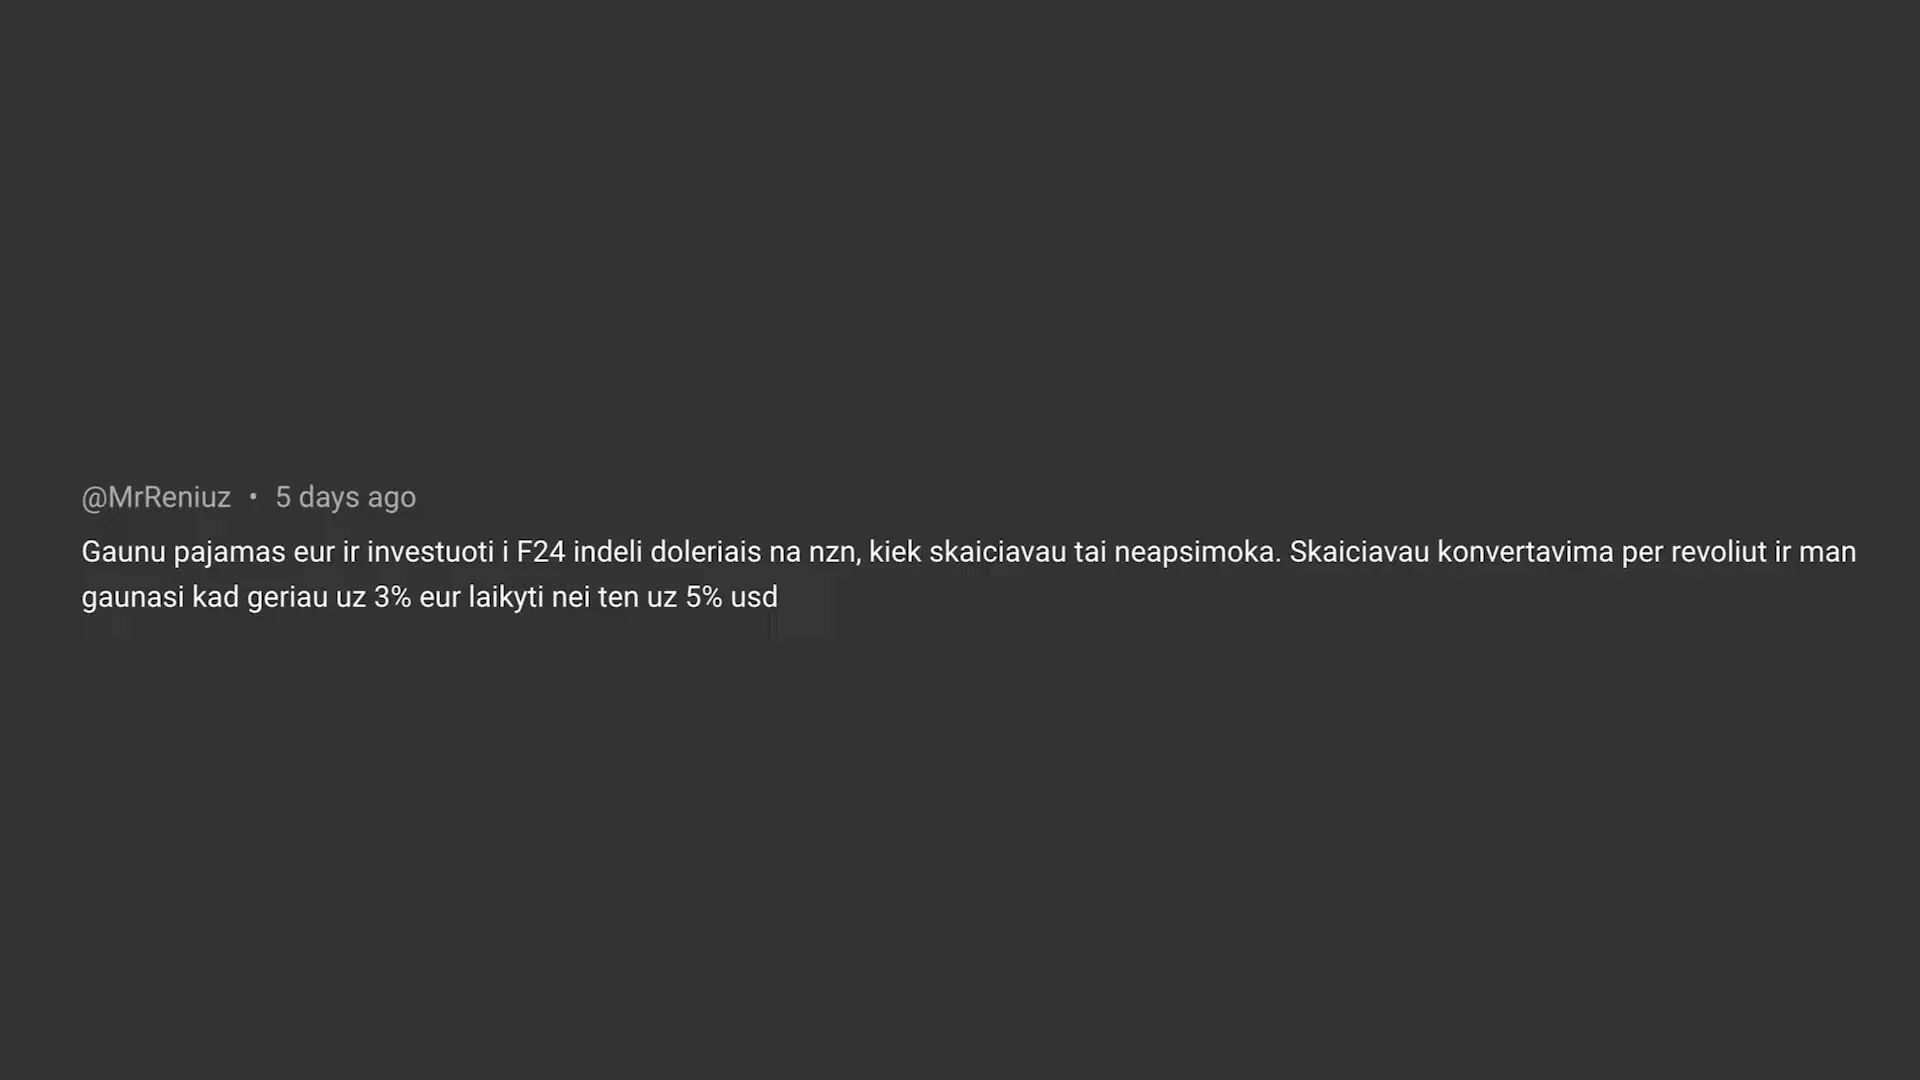 @MrReniuz • 5 days ago
Gaunu pajamas eur ir investuoti i F24 indeli doleriais na nzn, kiek skaiciavau tai neapsimoka. Skaiciavau konvertavima per revoliut ir man
gaunasi kad geriau uz 3% eur laikyti nei ten uz 5% usd